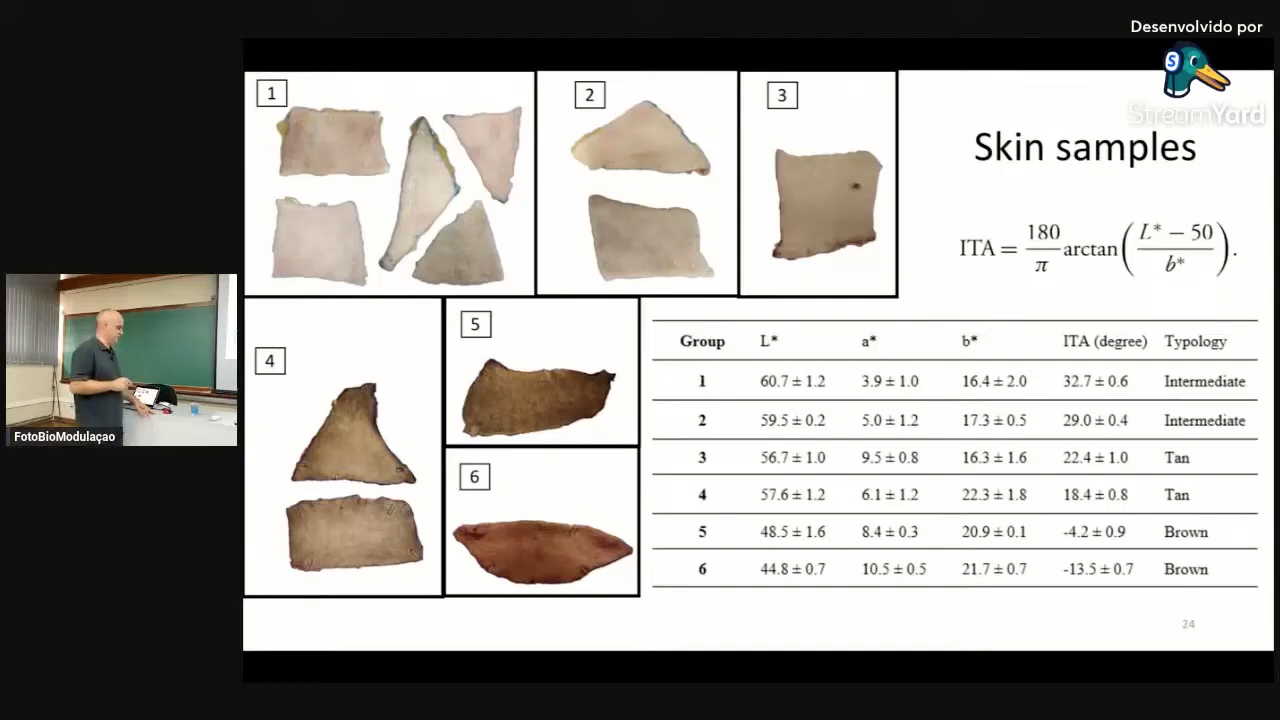 Desenvolvido por
S
StreamYard
1
2
3
Skin samples
ITA = 180/π arctan(L* − 50/b*).
4
5
6
Group L* a* b* ITA (degree) Typology
1 60.7 ± 1.2 3.9 ± 1.0 16.4 ± 2.0 32.7 ± 0.6 Intermediate
2 59.5 ± 0.2 5.0 ± 1.2 17.3 ± 0.5 29.0 ± 0.4 Intermediate
3 56.7 ± 1.0 9.5 ± 0.8 16.3 ± 1.6 22.4 ± 1.0 Tan
4 57.6 ± 1.2 6.1 ± 1.2 22.3 ± 1.8 18.4 ± 0.8 Tan
5 48.5 ± 1.6 8.4 ± 0.3 20.9 ± 0.1 -4.2 ± 0.9 Brown
6 44.8 ± 0.7 10.5 ± 0.5 21.7 ± 0.7 -13.5 ± 0.7 Brown
24
FotoBioModulaçao